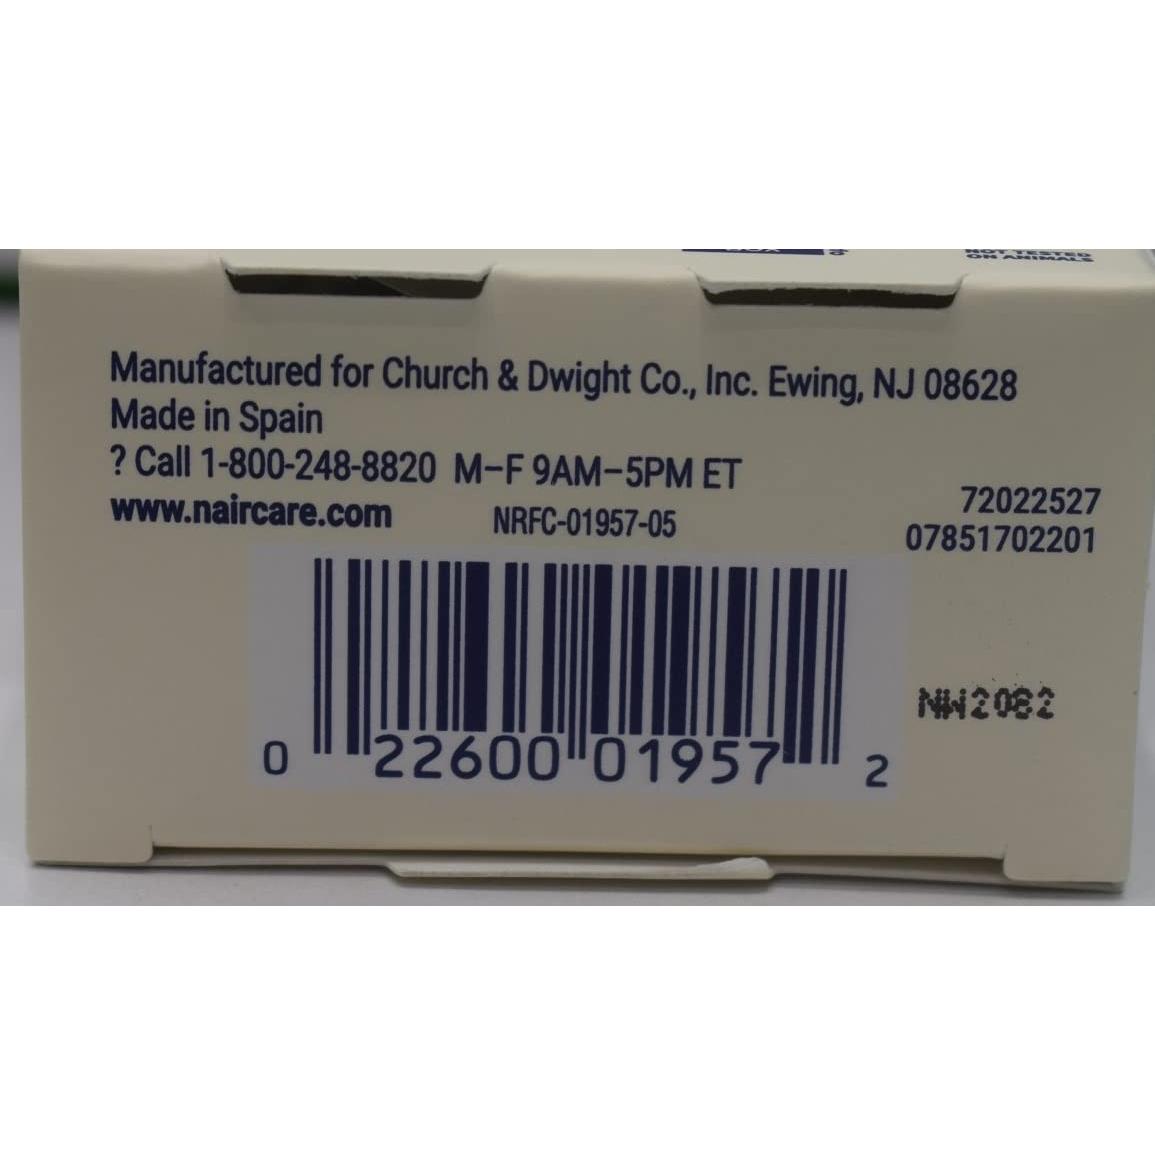 NOT TESTED
ON ANIMALS
Manufactured for Church & Dwight Co., Inc. Ewing, NJ 08628
Made in Spain
? Call 1-800-248-8820 M–F 9AM–5PM ET
www.naircare.com NRFC-01957-05
72022527
07851702201
NW2082
0 22600 01957 2